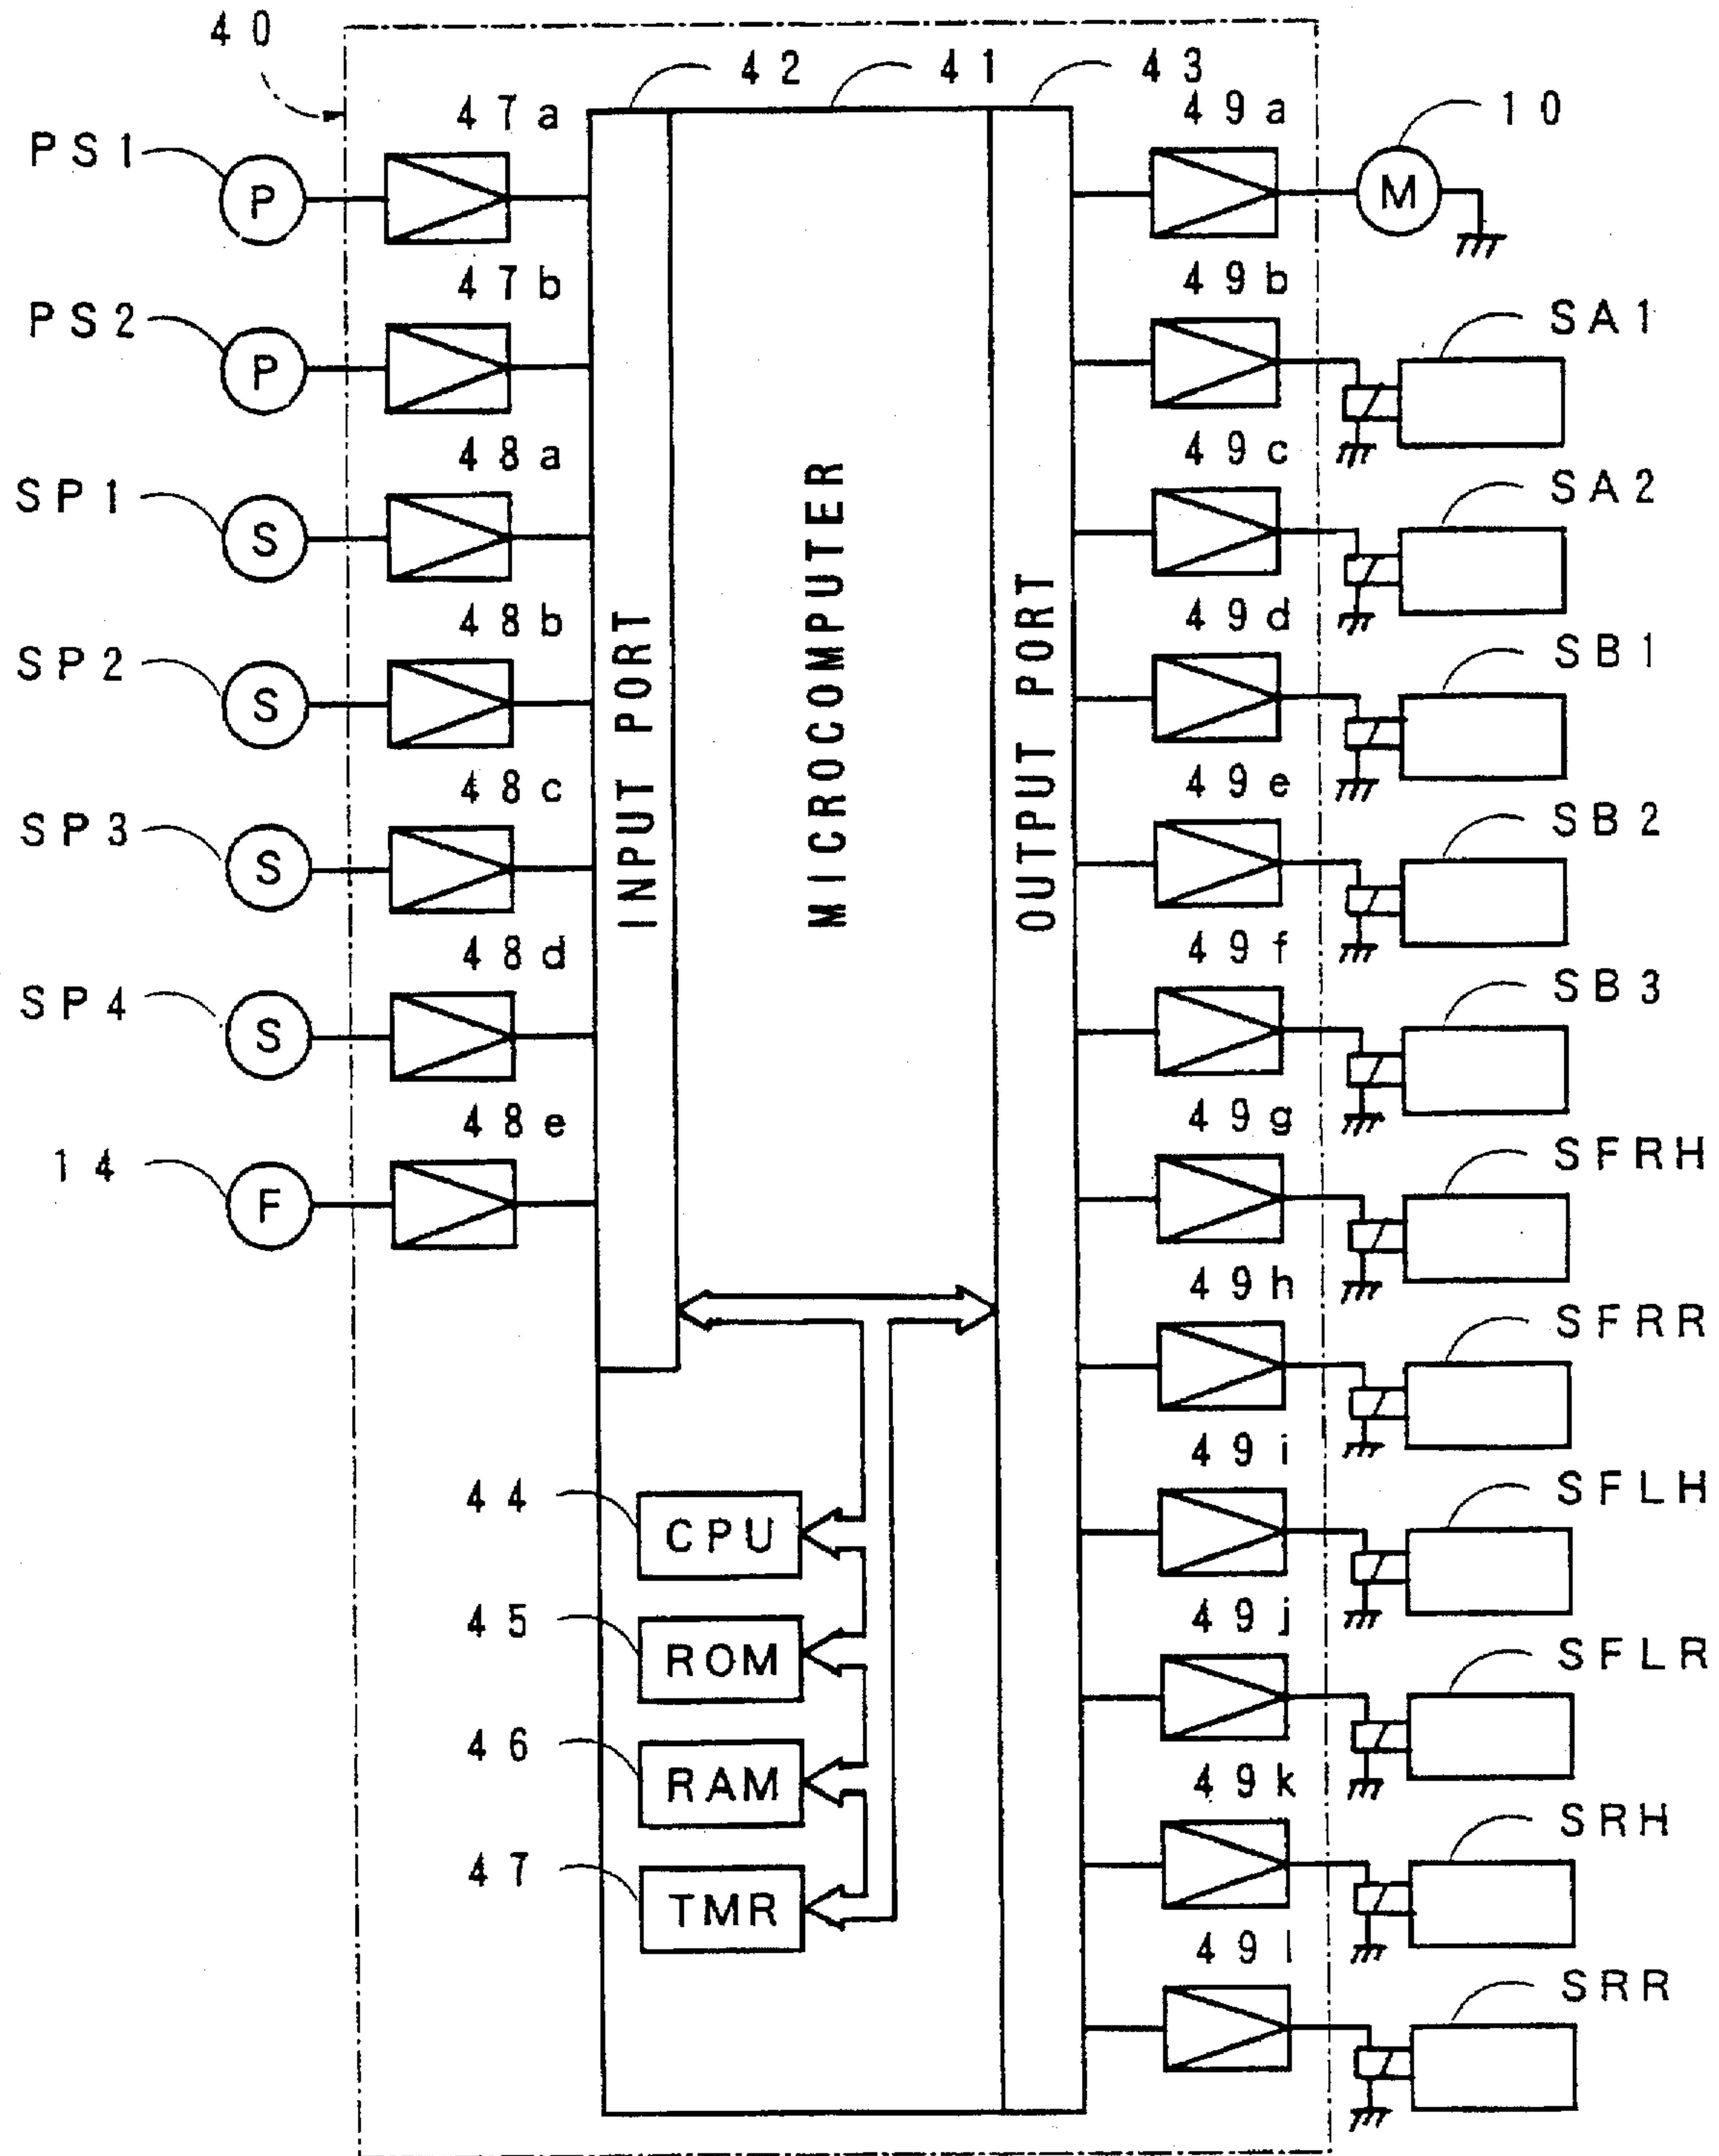 40
42
41
43
47a
49a
10
PS1
P
M
47b
49b
PS2
P
SA1
48a
49c
SP1
S
SA2
48b
49d
SP2
S
SB1
48c
49e
SP3
S
SB2
48d
49f
SP4
S
SB3
48e
49g
14
F
SFRH
INPUT PORT
MICROCOMPUTER
OUTPUT PORT
49h
SFRR
49i
SFLH
44
CPU
49j
45
ROM
SFLR
46
RAM
49k
SRH
47
TMR
49l
SRR